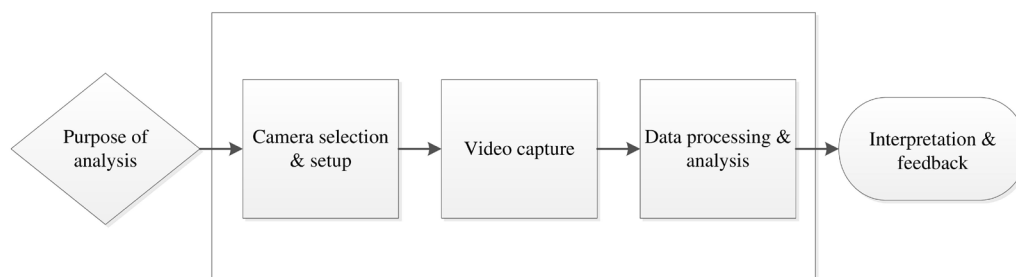 Purpose of
analysis
Camera selection
& setup
Video capture
Data processing &
analysis
Interpretation &
feedback